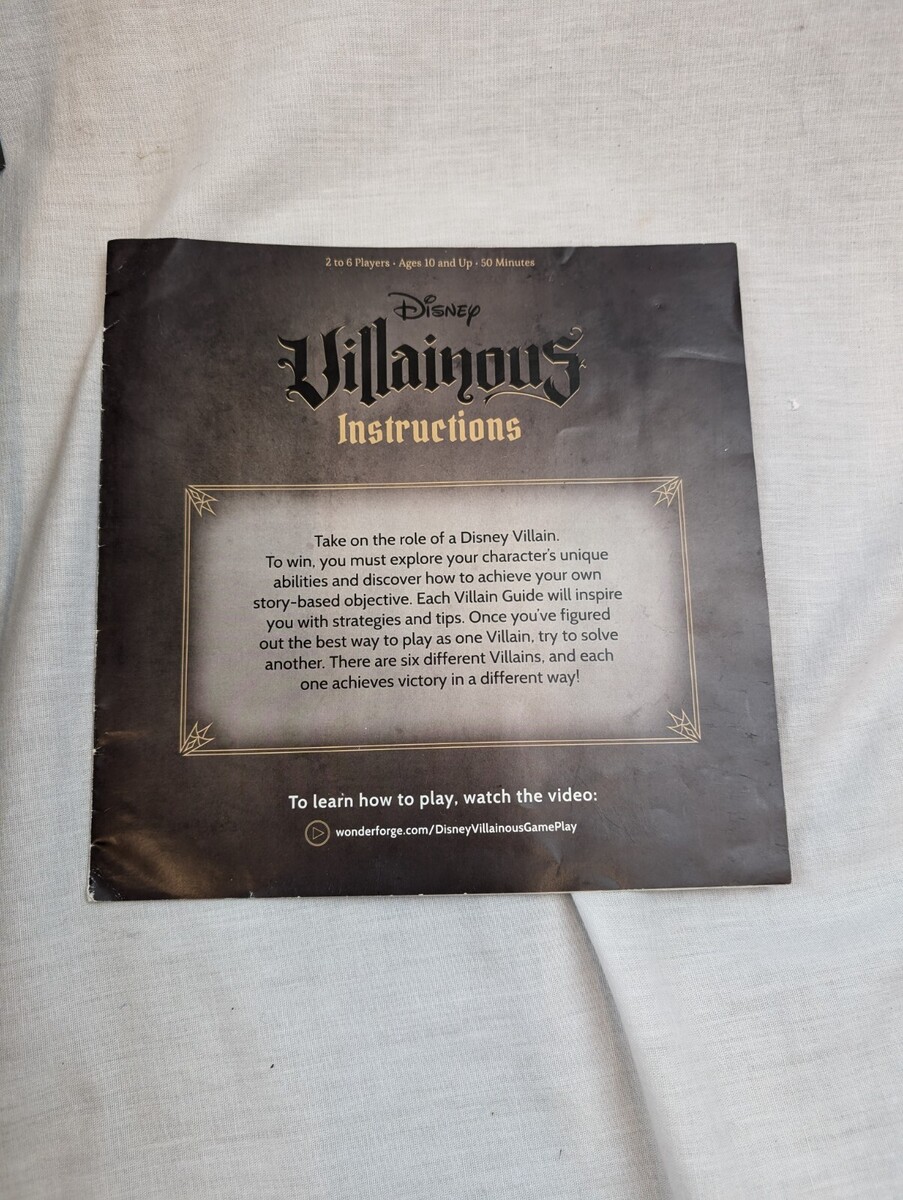 2 to 6 Players • Ages 10 and Up • 50 Minutes
Disney
Villainous
Instructions
Take on the role of a Disney Villain.
To win, you must explore your character's unique
abilities and discover how to achieve your own
story-based objective. Each Villain Guide will inspire
you with strategies and tips. Once you've figured
out the best way to play as one Villain, try to solve
another. There are six different Villains, and each
one achieves victory in a different way!
To learn how to play, watch the video:
wonderforge.com/DisneyVillainousGamePlay